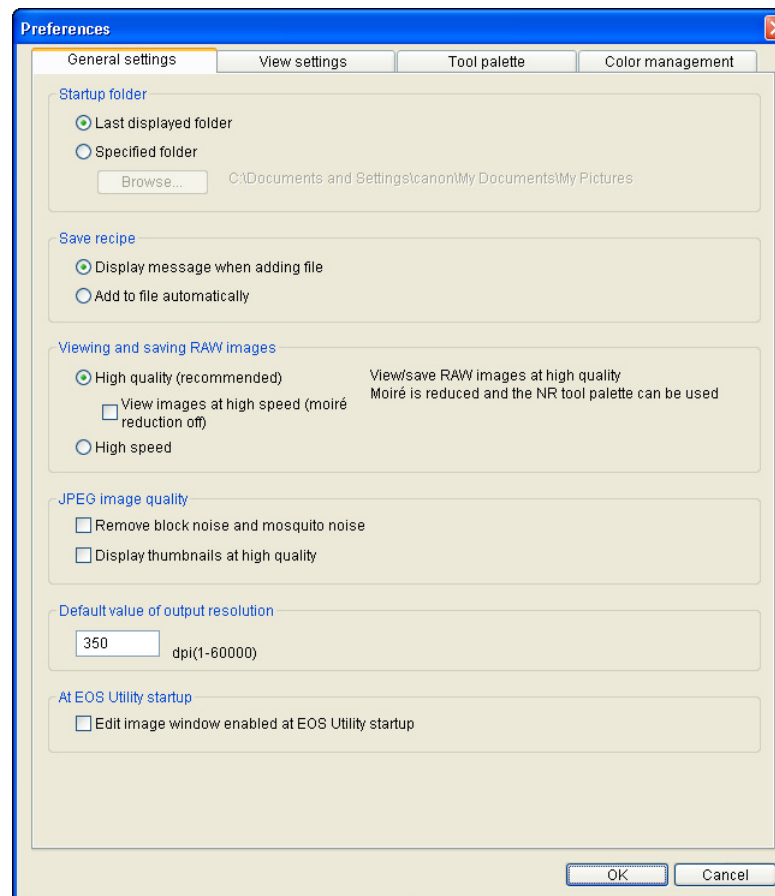 Preferences
General settings View settings Tool palette Color management
Startup folder
Last displayed folder
Specified folder
Browse... C:\Documents and Settings\canon\My Documents\My Pictures
Save recipe
Display message when adding file
Add to file automatically
Viewing and saving RAW images
High quality (recommended) View/save RAW images at high quality
Moiré is reduced and the NR tool palette can be used
View images at high speed (moiré
reduction off)
High speed
JPEG image quality
Remove block noise and mosquito noise
Display thumbnails at high quality
Default value of output resolution
350 dpi(1-60000)
At EOS Utility startup
Edit image window enabled at EOS Utility startup
OK Cancel